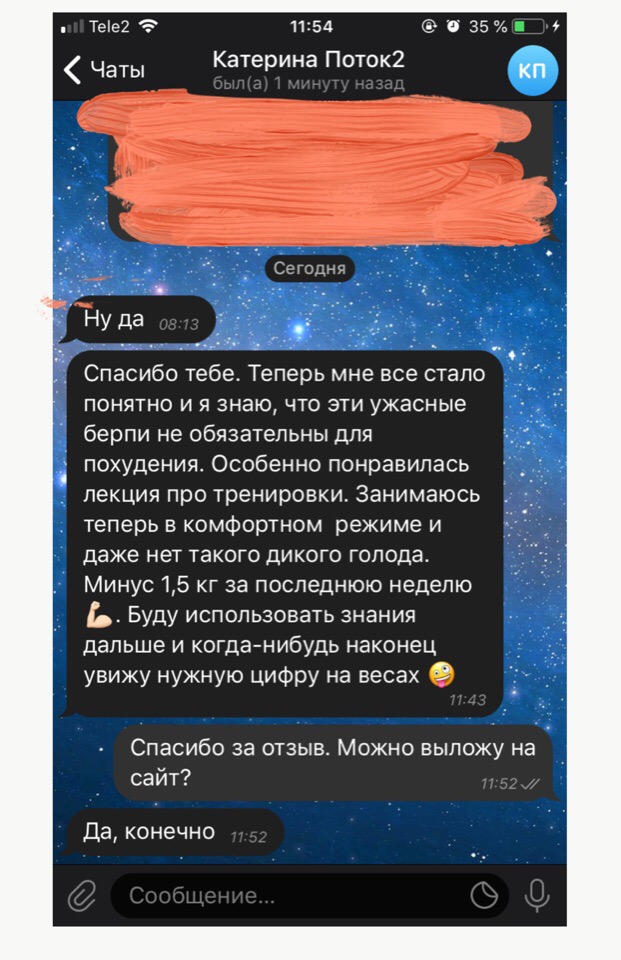 Tele2 11:54 35 %
Чаты
Катерина Поток2
был(а) 1 минуту назад
КП
Сегодня
Ну да 08:13
Спасибо тебе. Теперь мне все стало
понятно и я знаю, что эти ужасные
берпи не обязательны для
похудения. Особенно понравилась
лекция про тренировки. Занимаюсь
теперь в комфортном режиме и
даже нет такого дикого голода.
Минус 1,5 кг за последнюю неделю
💪🏻. Буду использовать знания
дальше и когда-нибудь наконец
увижу нужную цифру на весах 🤪
11:43
Спасибо за отзыв. Можно выложу на
сайт? 11:52
Да, конечно 11:52
Сообщение...